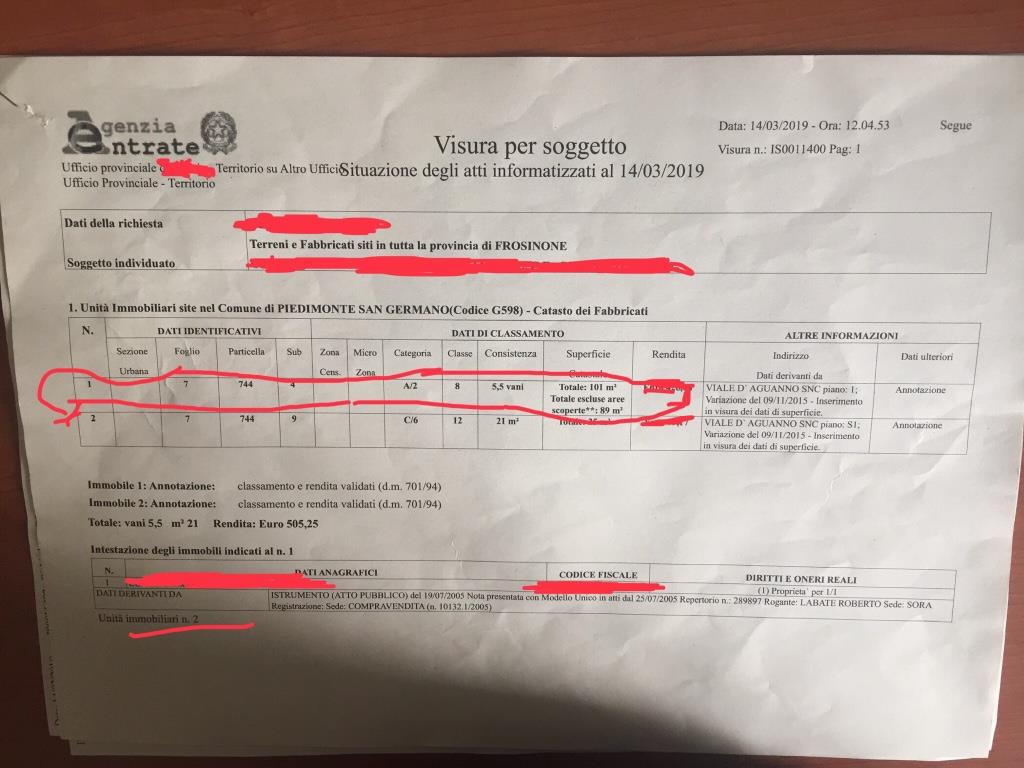 Agenzia
Entrate
Ufficio provinciale Territorio su Altro Ufficio
Ufficio Provinciale - Territorio
Visura per soggetto
Situazione degli atti informatizzati al 14/03/2019
Data: 14/03/2019 - Ora: 12.04.53 Segue
Visura n.: IS0011400 Pag: 1
Dati della richiesta
Terreni e Fabbricati siti in tutta la provincia di FROSINONE
Soggetto individuato
1. Unità Immobiliari site nel Comune di PIEDIMONTE SAN GERMANO(Codice G598) - Catasto dei Fabbricati
N. DATI IDENTIFICATIVI DATI DI CLASSAMENTO ALTRE INFORMAZIONI
Sezione Foglio Particella Sub Zona Micro Categoria Classe Consistenza Superficie Rendita Indirizzo Dati ulteriori
Urbana Cens. Zona Catastale Dati derivanti da
1 7 744 4 A/2 8 5,5 vani Totale: 101 m² VIALE D` AGUANNO SNC piano: 1; Annotazione
Totale escluse aree Variazione del 09/11/2015 - Inserimento
scoperte**: 89 m² in visura dei dati di superficie.
2 7 744 9 C/6 12 21 m² VIALE D` AGUANNO SNC piano: S1; Annotazione
Variazione del 09/11/2015 - Inserimento
in visura dei dati di superficie.
Immobile 1: Annotazione: classamento e rendita validati (d.m. 701/94)
Immobile 2: Annotazione: classamento e rendita validati (d.m. 701/94)
Totale: vani 5,5 m² 21 Rendita: Euro 505,25
Intestazione degli immobili indicati al n. 1
N. DATI ANAGRAFICI CODICE FISCALE DIRITTI E ONERI REALI
1 (1) Proprieta` per 1/1
DATI DERIVANTI DA ISTRUMENTO (ATTO PUBBLICO) del 19/07/2005 Nota presentata con Modello Unico in atti dal 25/07/2005 Repertorio n.: 289897 Rogante: LABATE ROBERTO Sede: SORA
Registrazione: Sede: COMPRAVENDITA (n. 10132.1/2005)
Unità immobiliari n. 2